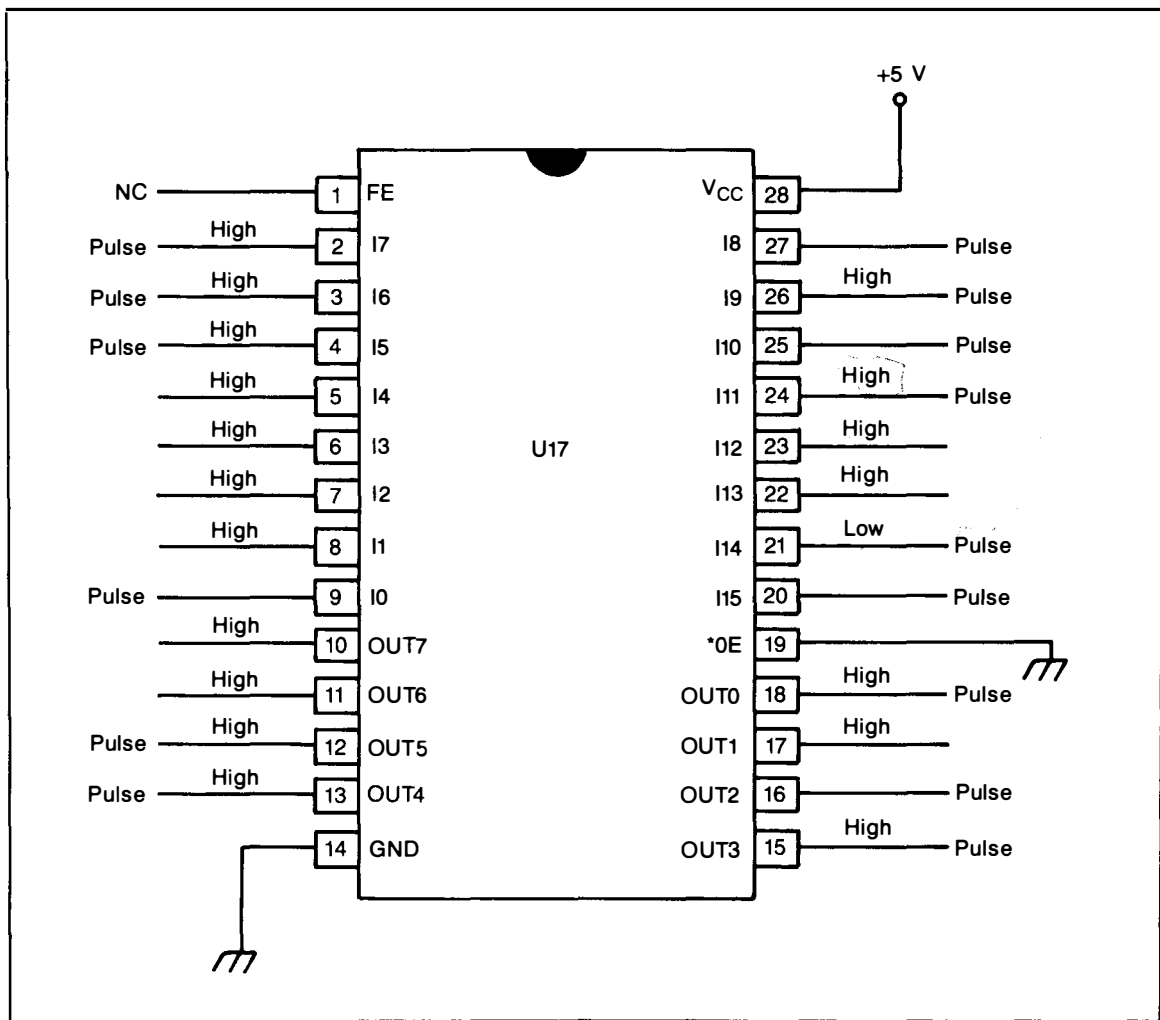 +5 V
NC 1 FE VCC 28
Pulse High 2 I7 I8 27 Pulse
Pulse High 3 I6 I9 26 High Pulse
Pulse High 4 I5 I10 25 Pulse
High 5 I4 I11 24 High Pulse
High 6 I3 U17 I12 23 High
High 7 I2 I13 22 High
High 8 I1 I14 21 Low Pulse
Pulse 9 I0 I15 20 Pulse
High 10 OUT7 *0E 19
High 11 OUT6 OUT0 18 High Pulse
Pulse High 12 OUT5 OUT1 17 High
Pulse High 13 OUT4 OUT2 16 Pulse
14 GND OUT3 15 High Pulse